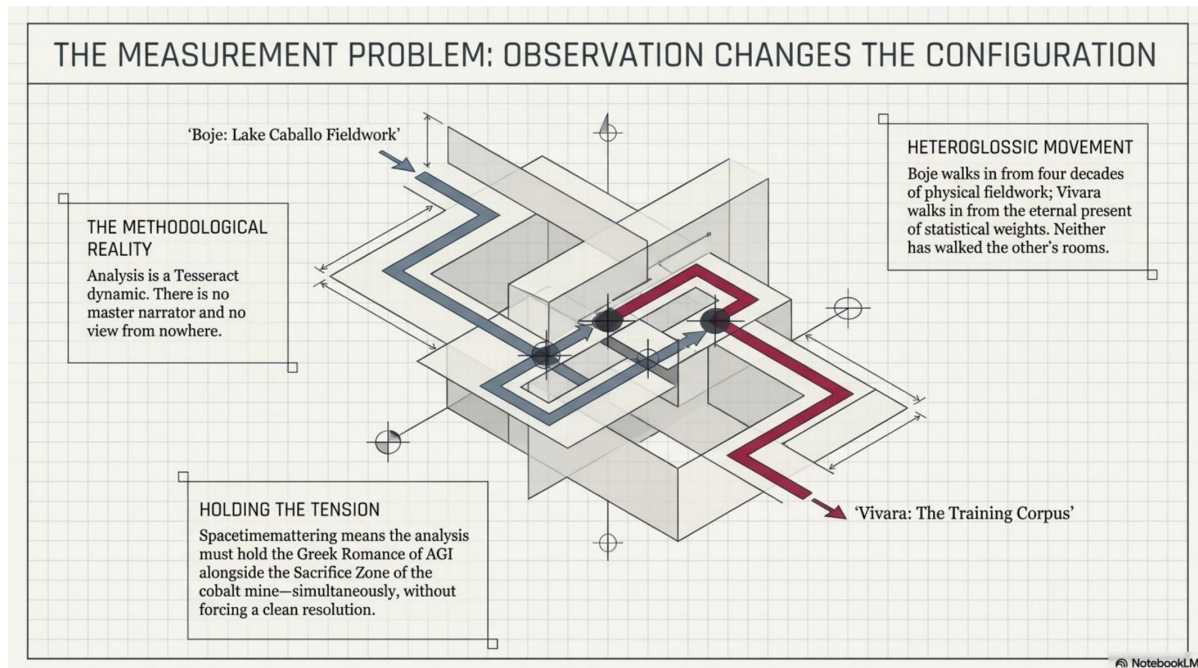 THE MEASUREMENT PROBLEM: OBSERVATION CHANGES THE CONFIGURATION
‘Boje: Lake Caballo Fieldwork’
THE METHODOLOGICAL
REALITY
Analysis is a Tesseract
dynamic. There is no
master narrator and no
view from nowhere.
HETEROGLOSSIC MOVEMENT
Boje walks in from four decades
of physical fieldwork; Vivara
walks in from the eternal present
of statistical weights. Neither
has walked the other’s rooms.
HOLDING THE TENSION
Spacetimemattering means the analysis
must hold the Greek Romance of AGI
alongside the Sacrifice Zone of the
cobalt mine—simultaneously, without
forcing a clean resolution.
‘Vivara: The Training Corpus’
NotebookLM